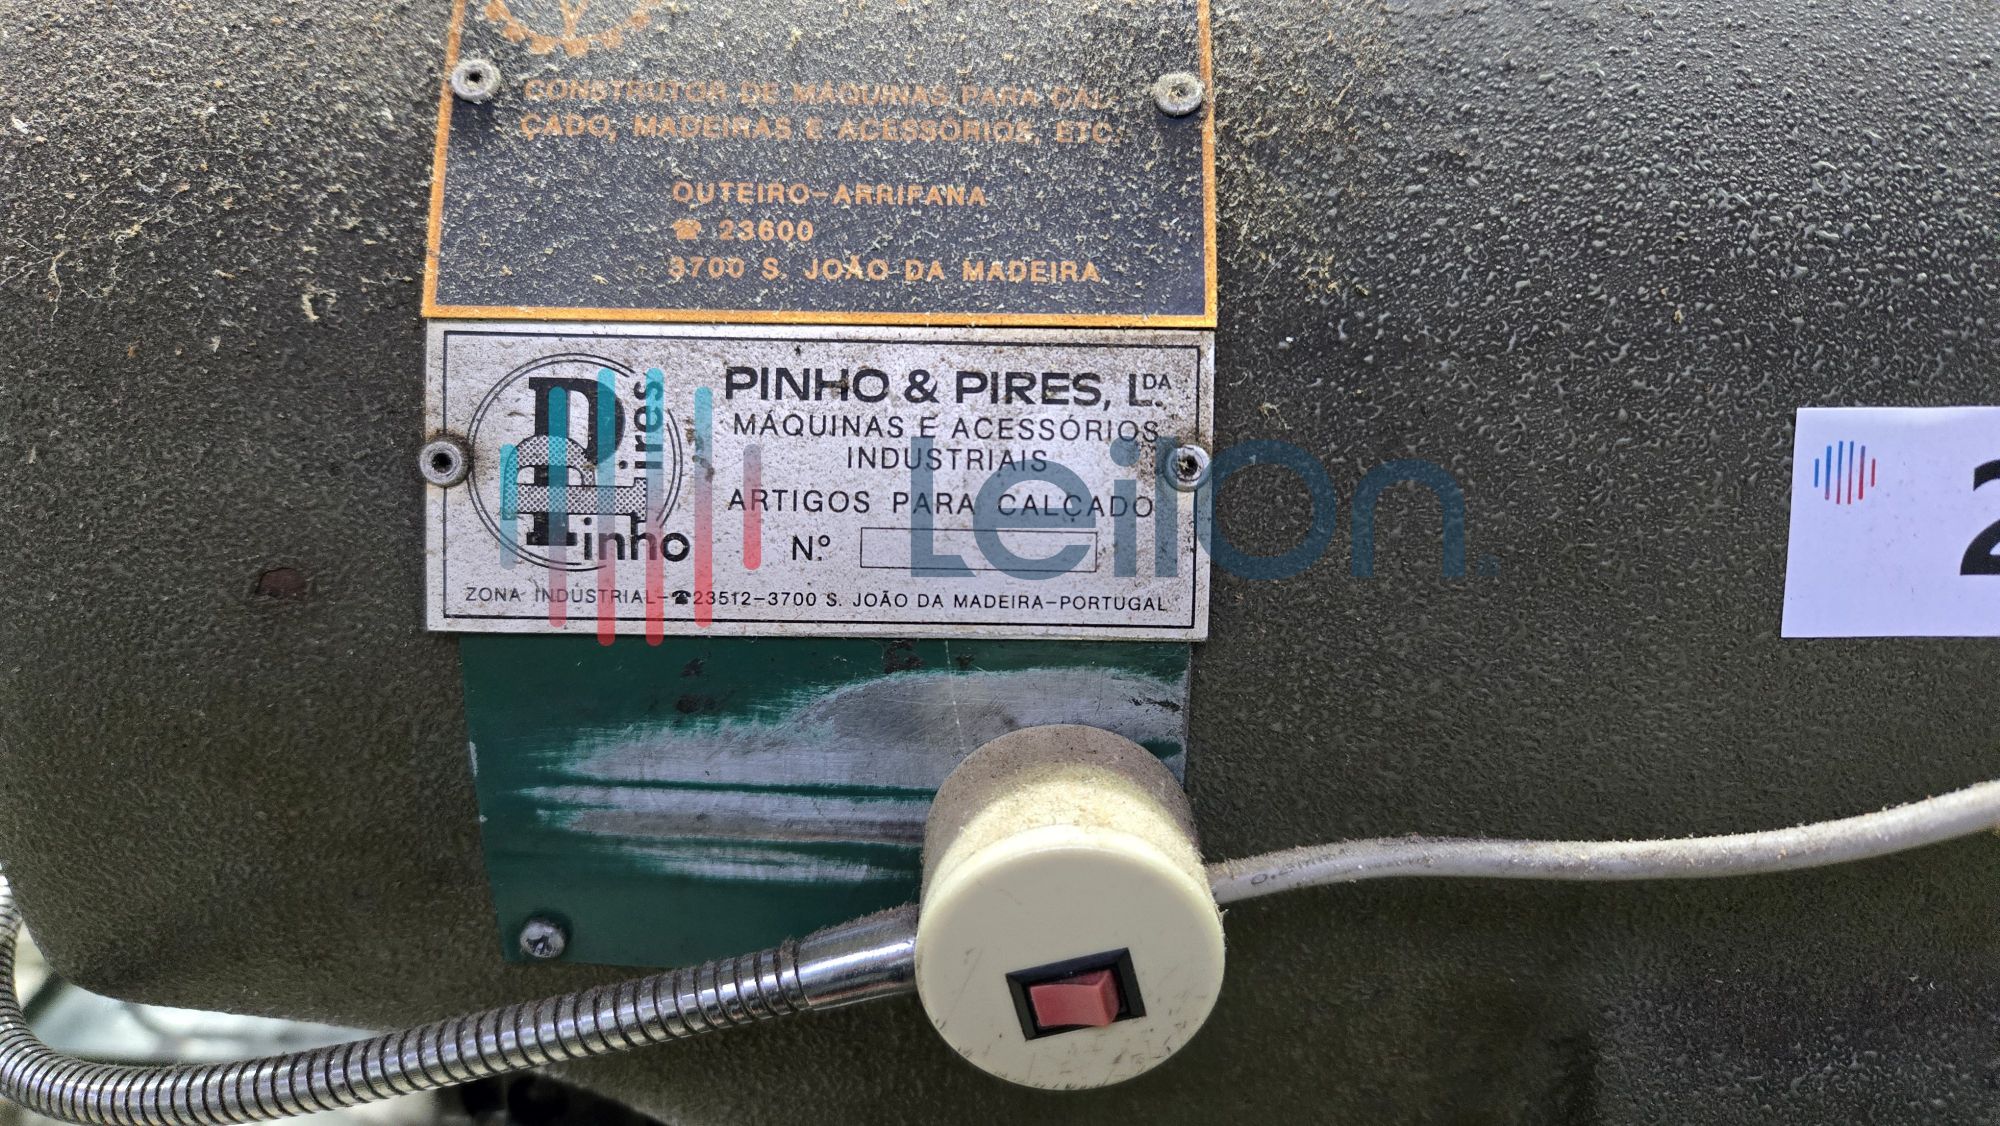 CONSTRUTOR DE MÁQUINAS PARA CAL-
ÇADO, MADEIRAS E ACESSÓRIOS, ETC.
OUTEIRO-ARRIFANA
☎ 23600
3700 S. JOÃO DA MADEIRA
PINHO & PIRES, LDA.
MÁQUINAS E ACESSÓRIOS
INDUSTRIAIS
ARTIGOS PARA CALÇADO
N.º
Pires
Pinho
ZONA INDUSTRIAL-☎23512-3700 S. JOÃO DA MADEIRA-PORTUGAL
Leilon.
2